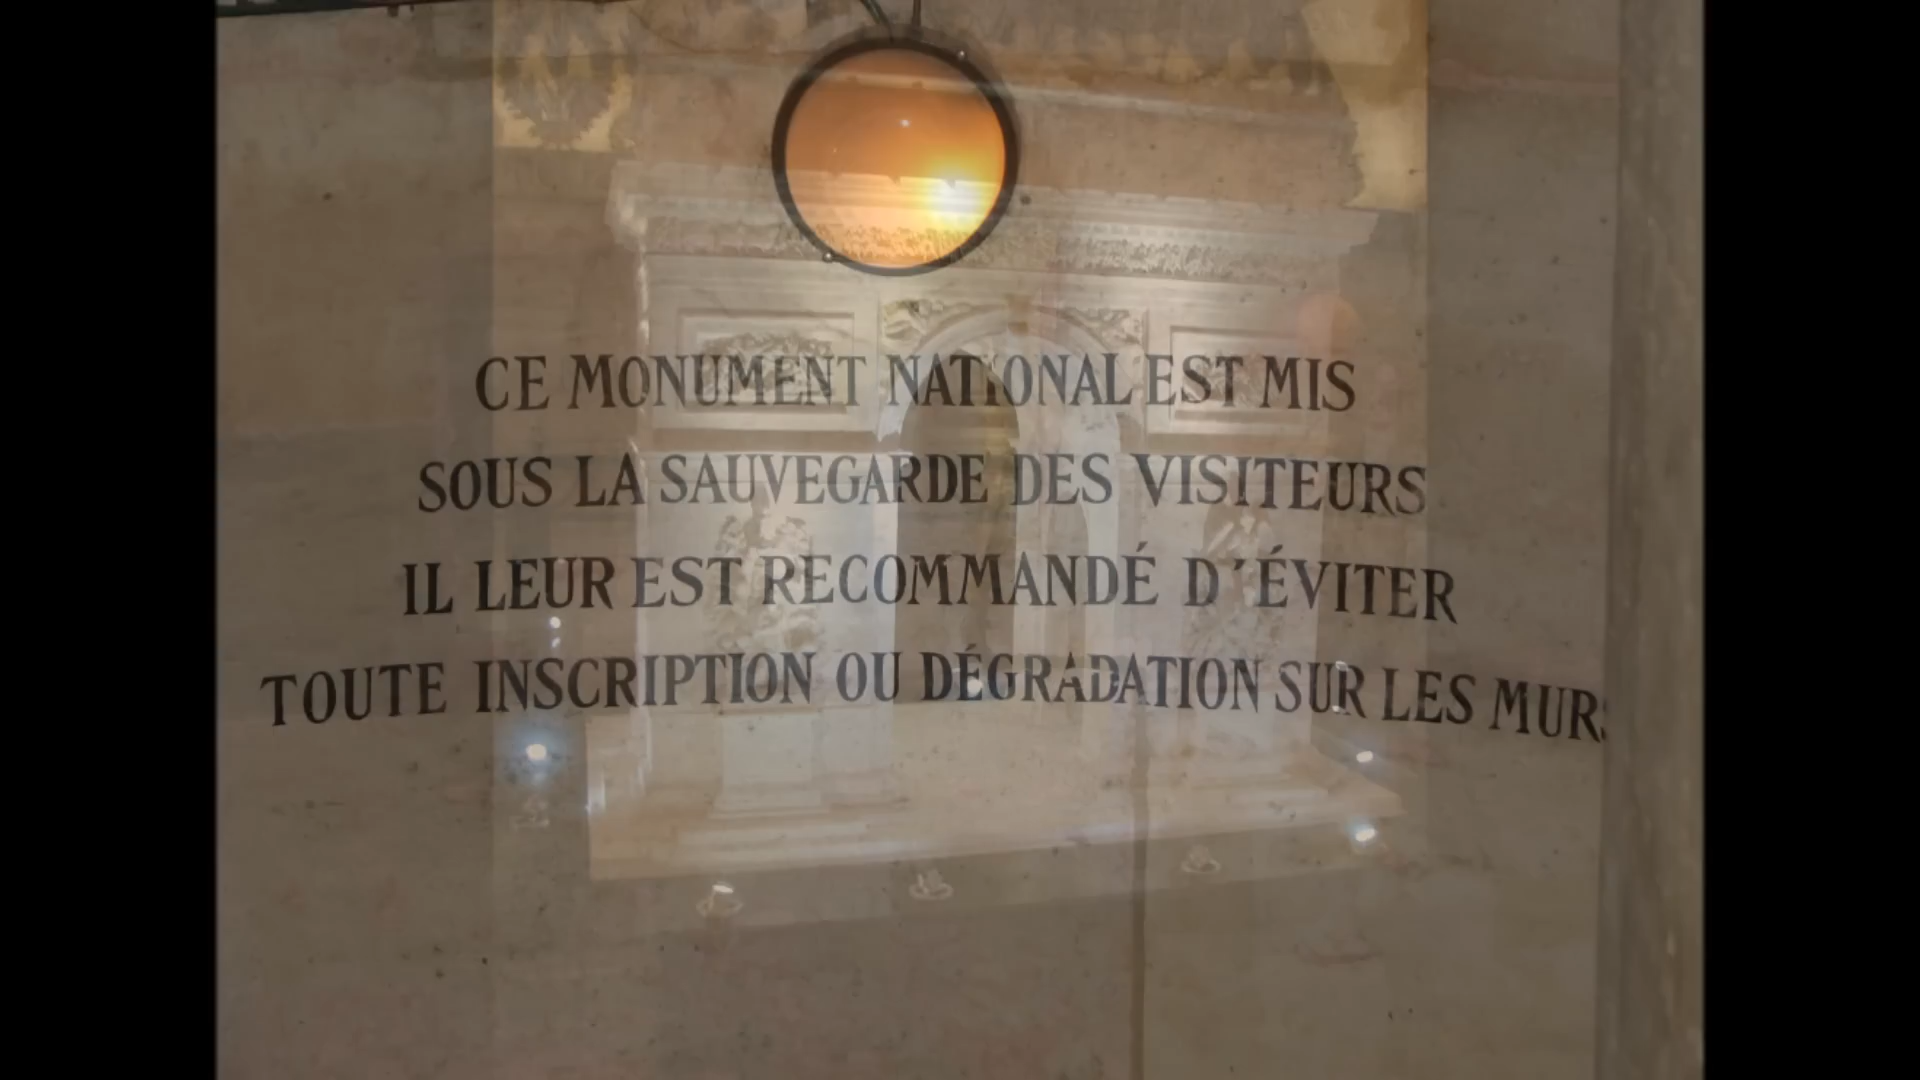 CE MONUMENT NATIONAL EST MIS
SOUS LA SAUVEGARDE DES VISITEURS
IL LEUR EST RECOMMANDÉ D'ÉVITER
TOUTE INSCRIPTION OU DÉGRADATION SUR LES MURS